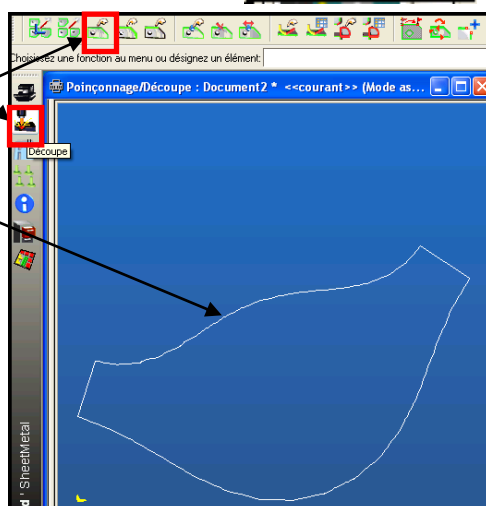 Choisissez une fonction au menu ou désignez un élément:
Poinçonnage/Découpe : Document2 * <<courant>> (Mode as...
Découpe
d ' SheetMetal